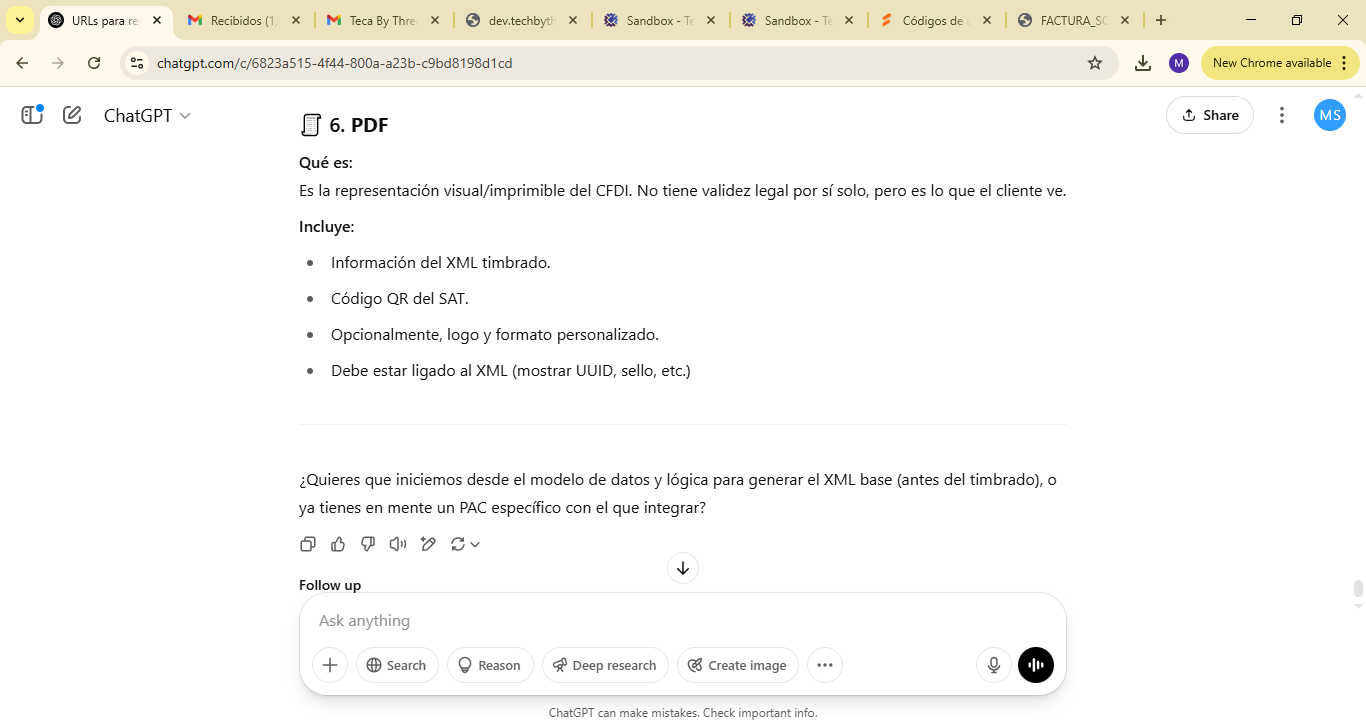 URLs para re
Recibidos (1,
Teca By Thre
dev.techbyth
Sandbox - Te
Sandbox - Te
Códigos de u
FACTURA_SC
chatgpt.com/c/6823a515-4f44-800a-a23b-c9bd8198d1cd
M
New Chrome available
ChatGPT
Share
MS
6. PDF
Qué es:
Es la representación visual/imprimible del CFDI. No tiene validez legal por sí solo, pero es lo que el cliente ve.
Incluye:
Información del XML timbrado.
Código QR del SAT.
Opcionalmente, logo y formato personalizado.
Debe estar ligado al XML (mostrar UUID, sello, etc.)
¿Quieres que iniciemos desde el modelo de datos y lógica para generar el XML base (antes del timbrado), o
ya tienes en mente un PAC específico con el que integrar?
Follow up
Ask anything
Search
Reason
Deep research
Create image
ChatGPT can make mistakes. Check important info.